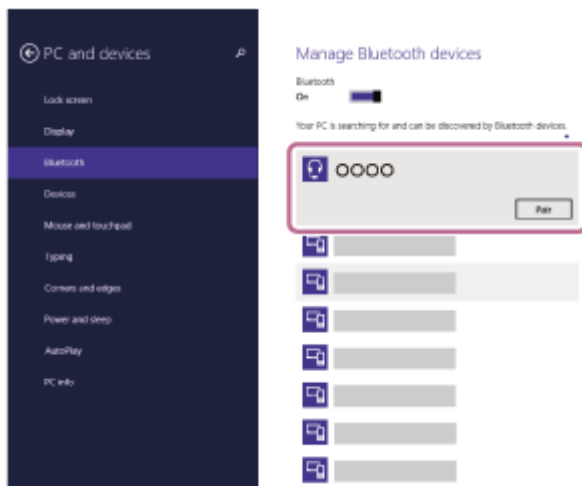 PC and devices
Lock screen
Display
Bluetooth
Devices
Mouse and touchpad
Typing
Corners and edges
Power and sleep
AutoPlay
PC info
Manage Bluetooth devices
Bluetooth
On
Your PC is searching for and can be discovered by Bluetooth devices.
OOOO
Pair